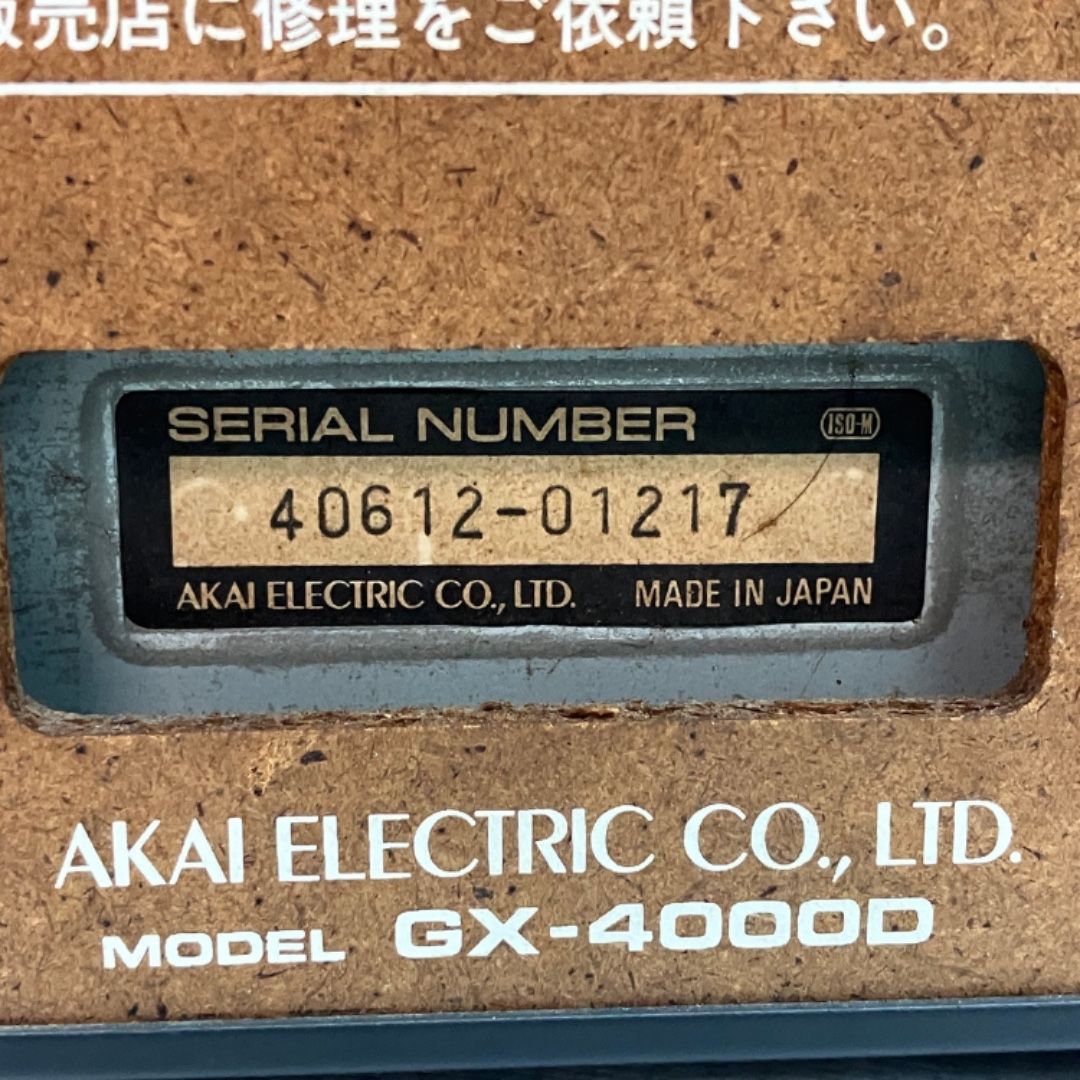 販売店に修理をご依頼下さい。
SERIAL NUMBER
ISO-M
40612-01217
AKAI ELECTRIC CO., LTD. MADE IN JAPAN
AKAI ELECTRIC CO., LTD.
MODEL GX-4000D